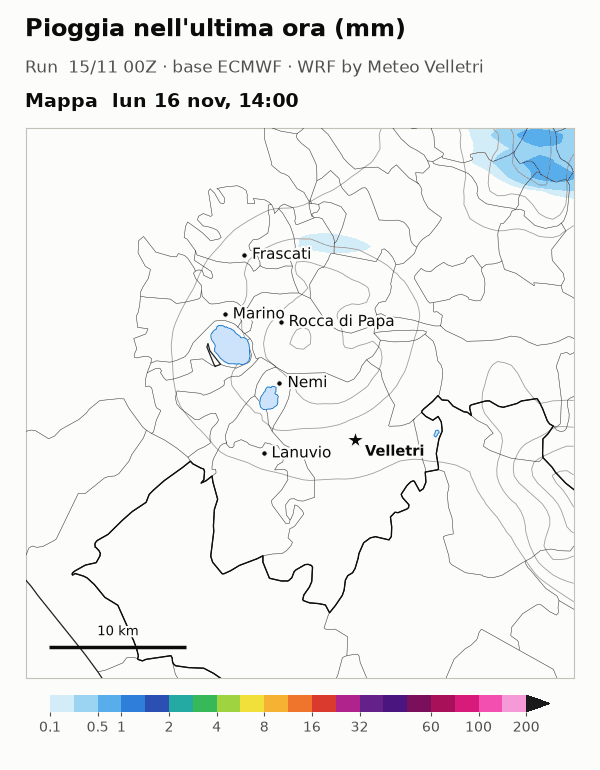 Pioggia nell'ultima ora (mm)
Run  15/11 00Z · base ECMWF · WRF by Meteo Velletri
Mappa  lun 16 nov, 14:00
Frascati
Marino
Rocca di Papa
Nemi
Velletri
Lanuvio
10 km
0.1 0.5 1 2 4 8 16 32 60 100 200